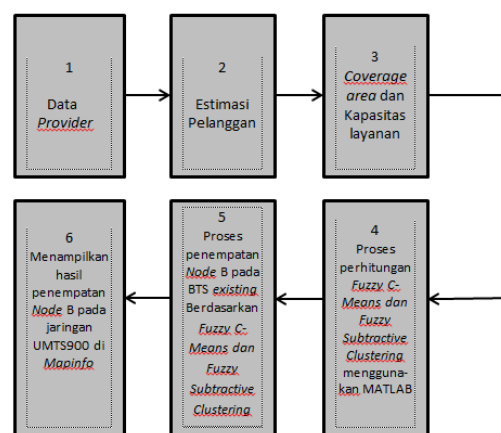 1
Data
Provider
2
Estimasi
Pelanggan
3
Coverage
area dan
Kapasitas
layanan
4
Proses
perhitungan
Fuzzy C-
Means dan
Fuzzy
Subtractive
Clustering
mengguna-
kan MATLAB
5
Proses
penempatan
Node B pada
BTS existing
Berdasarkan
Fuzzy C-
Means dan
Fuzzy
Subtractive
Clustering
6
Menampilkan
hasil
penempatan
Node B pada
jaringan
UMTS900 di
Mapinfo